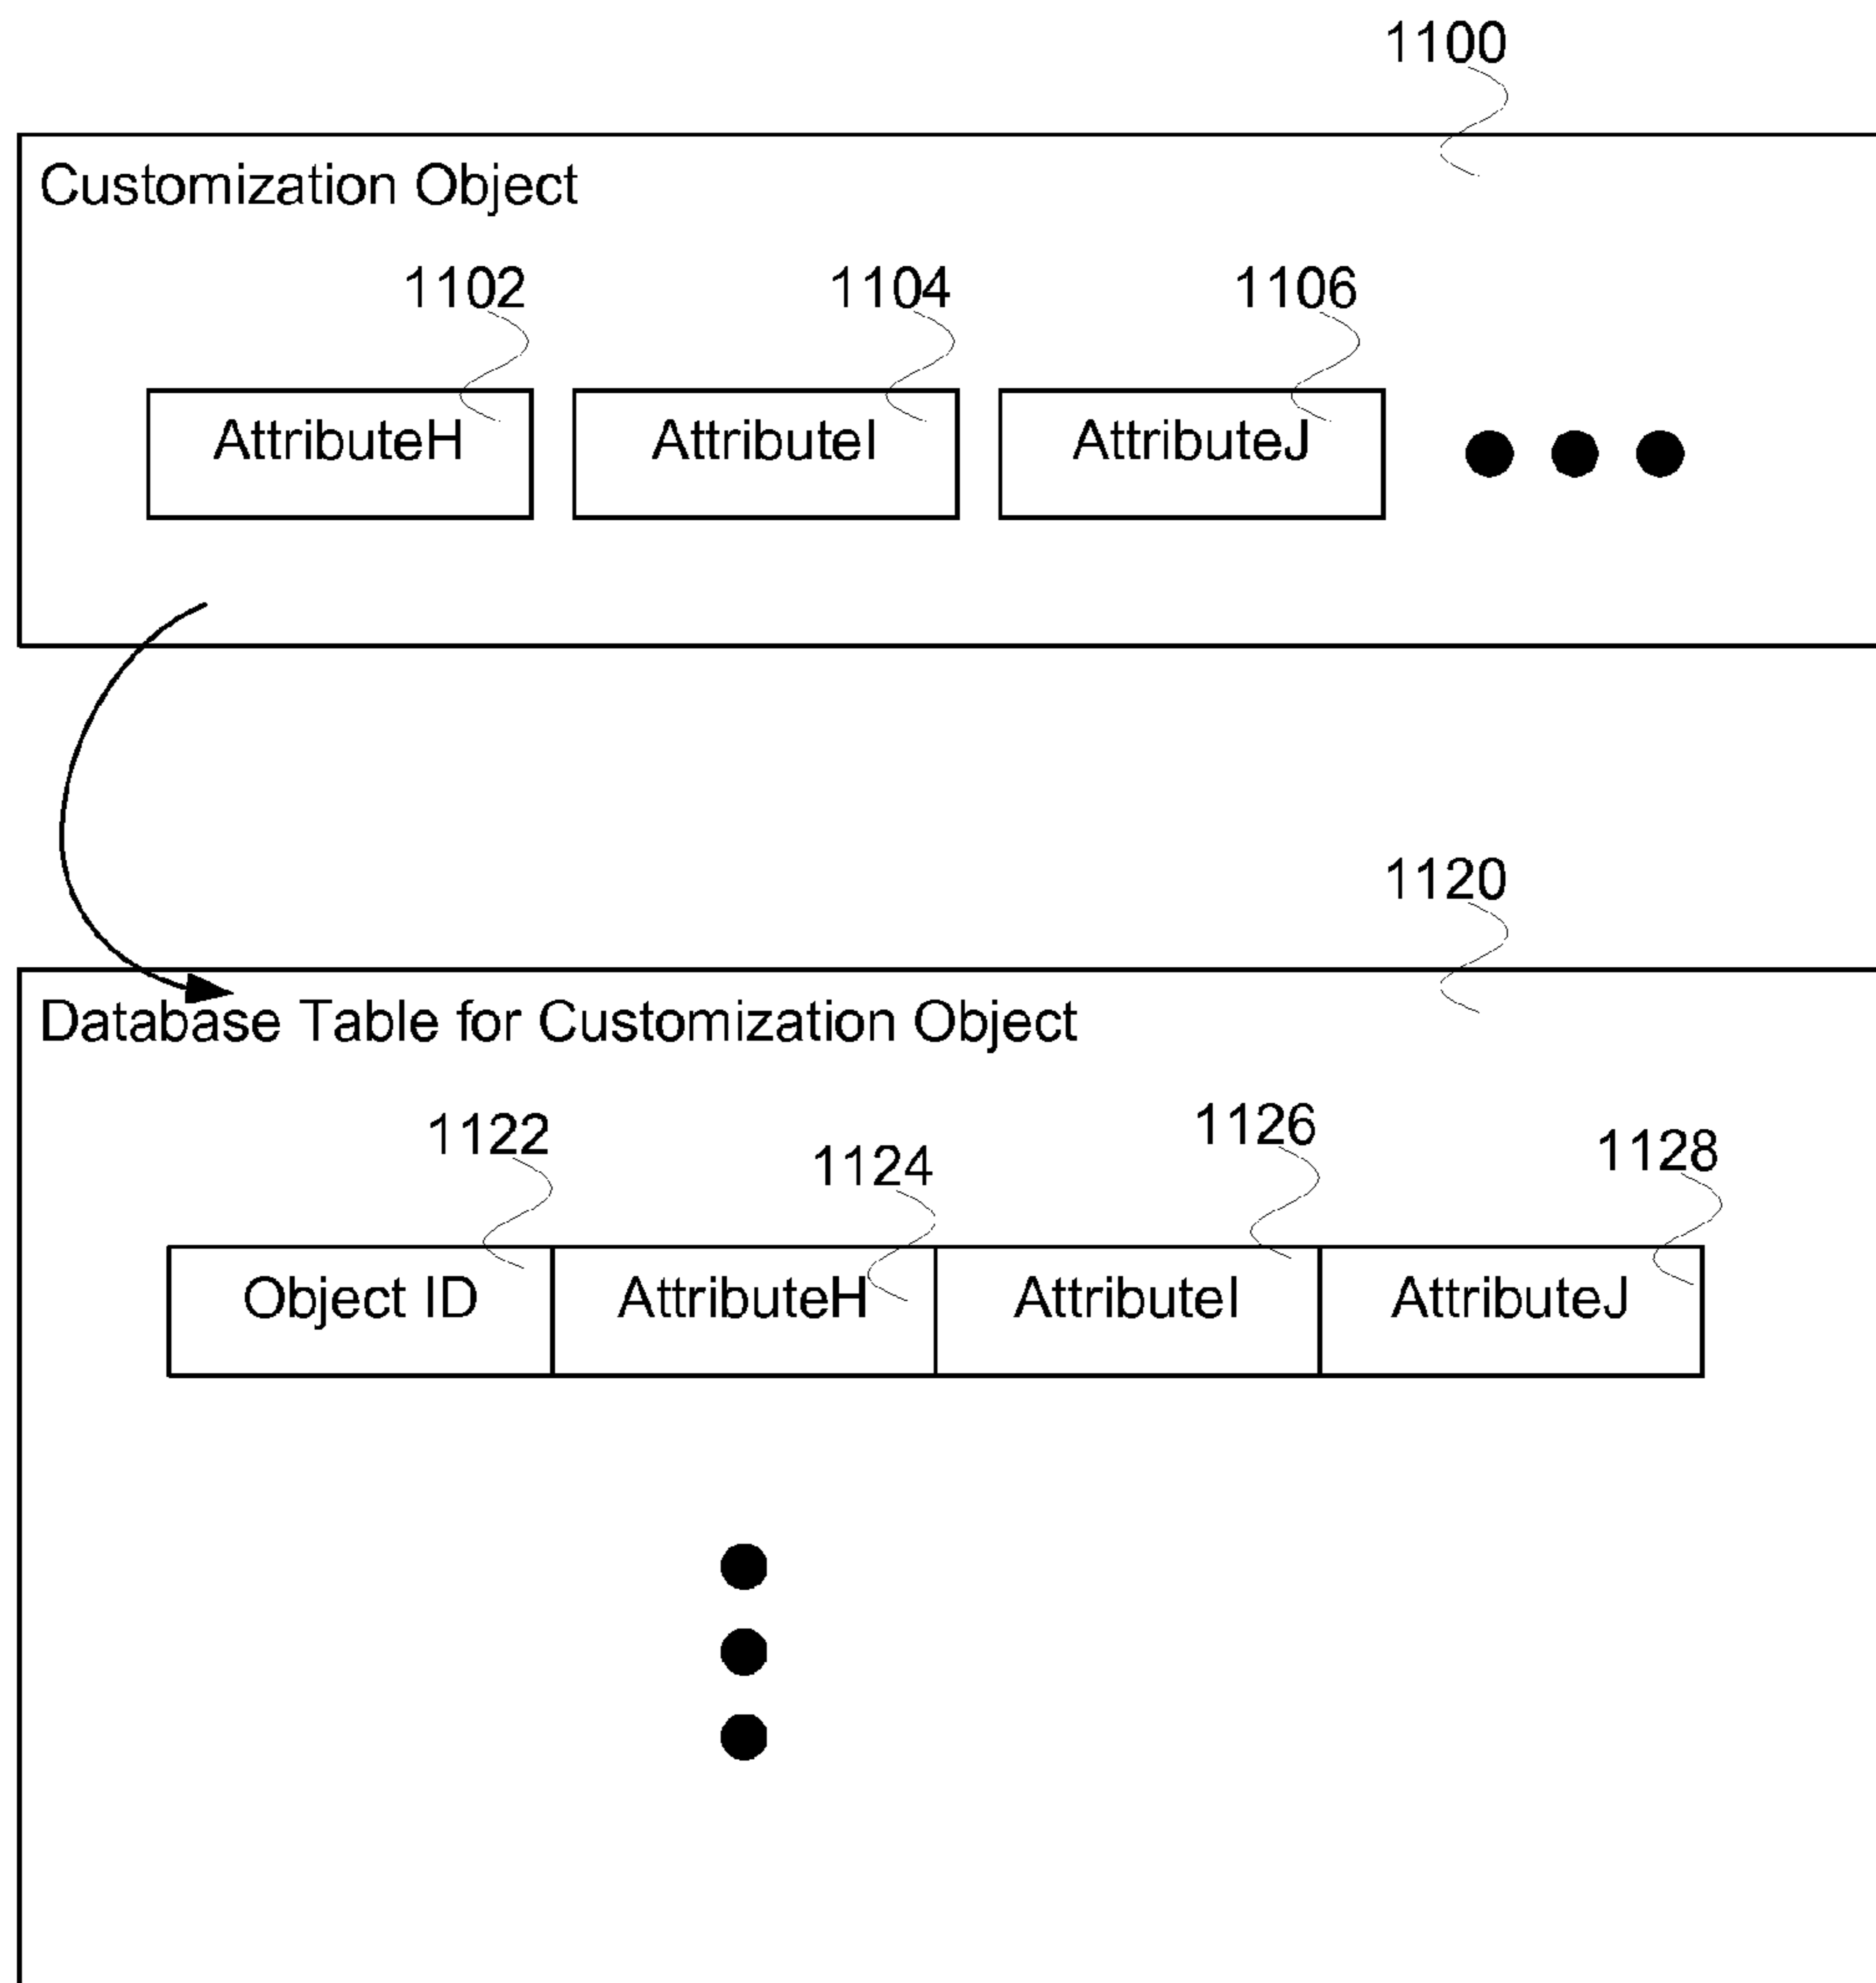 1100
Customization Object
1102 1104 1106
AttributeH AttributeI AttributeJ
1120
Database Table for Customization Object
1122 1124 1126 1128
Object ID AttributeH AttributeI AttributeJ